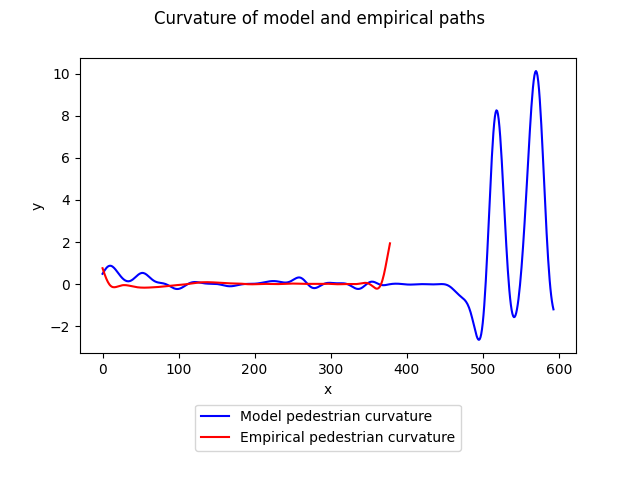 Curvature of model and empirical paths
10
8
6
4
2
0
−2
y
0 100 200 300 400 500 600
x
Model pedestrian curvature
Empirical pedestrian curvature